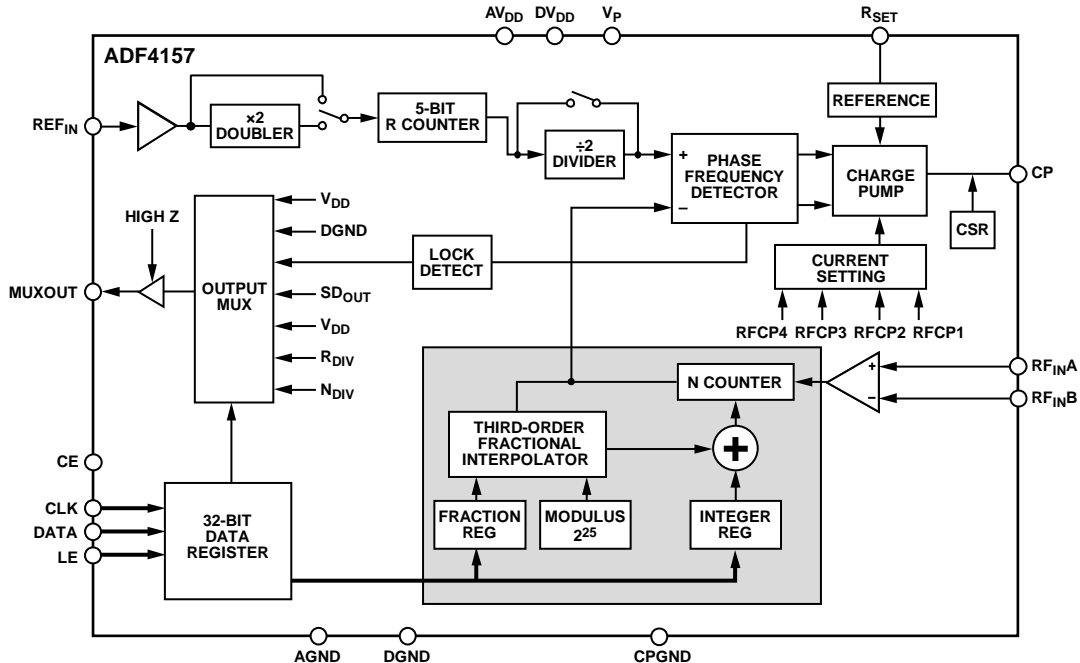 AVDD DVDD VP RSET
ADF4157
REFIN
×2
DOUBLER
5-BIT
R COUNTER
÷2
DIVIDER
+
−
PHASE
FREQUENCY
DETECTOR
REFERENCE
CHARGE
PUMP
CP
CSR
HIGH Z
MUXOUT
OUTPUT
MUX
VDD
DGND
LOCK
DETECT
SDOUT
VDD
RDIV
NDIV
CURRENT
SETTING
RFCP4 RFCP3 RFCP2 RFCP1
N COUNTER
+
−
RFINA
RFINB
THIRD-ORDER
FRACTIONAL
INTERPOLATOR
+
FRACTION
REG
MODULUS
2^25
INTEGER
REG
CE
CLK
DATA
LE
32-BIT
DATA
REGISTER
AGND DGND CPGND